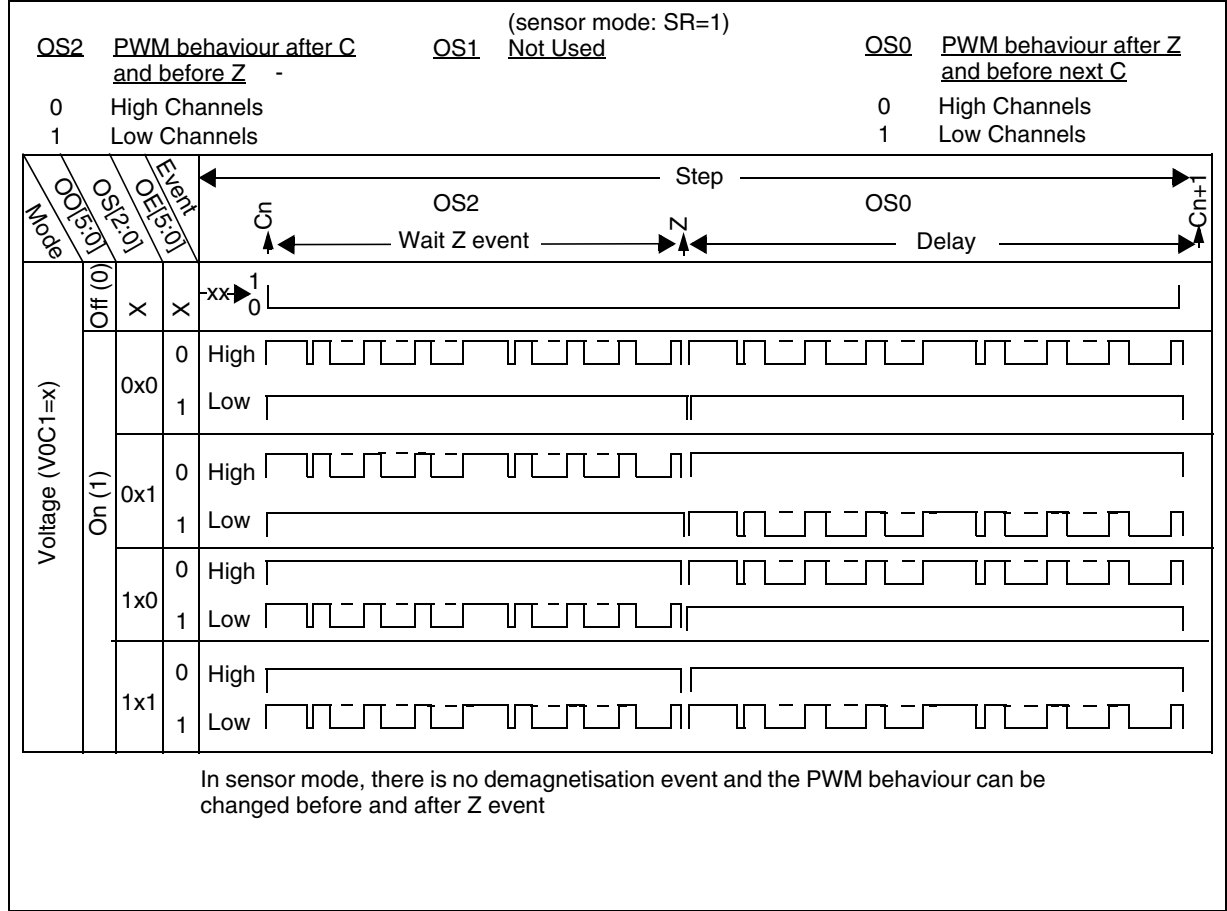 (sensor mode: SR=1)
OS2 PWM behaviour after C
and before Z -
0 High Channels
1 Low Channels
OS1 Not Used
OS0 PWM behaviour after Z
and before next C
0 High Channels
1 Low Channels
Mode
OO[5:0]
OS[2:0]
OE[5:0]
Event
Step
OS2
OS0
Cn
Wait Z event
Z
Delay
Cn+1
Voltage (V0C1=x)
Off (0)
X
X
xx
1
0
On (1)
0x0
0 High
1 Low
0x1
0 High
1 Low
1x0
0 High
1 Low
1x1
0 High
1 Low
In sensor mode, there is no demagnetisation event and the PWM behaviour can be
changed before and after Z event